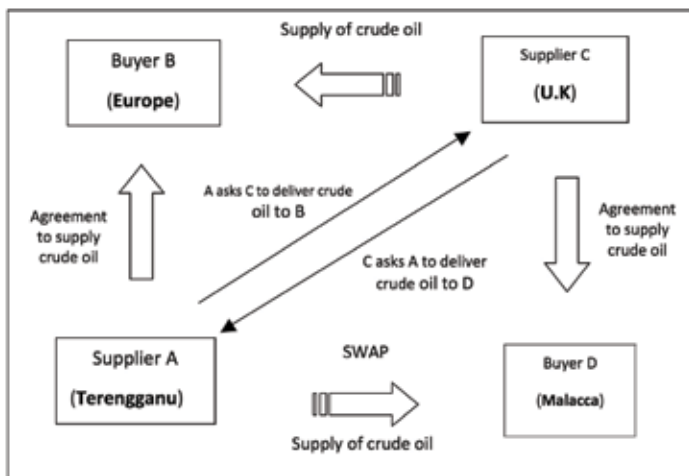 Supply of crude oil
Buyer B
(Europe)
Supplier C
(U.K)
A asks C to deliver crude
oil to B
Agreement
to supply
crude oil
Agreement
to supply
crude oil
C asks A to deliver
crude oil to D
Supplier A
(Terengganu)
SWAP
Supply of crude oil
Buyer D
(Malacca)